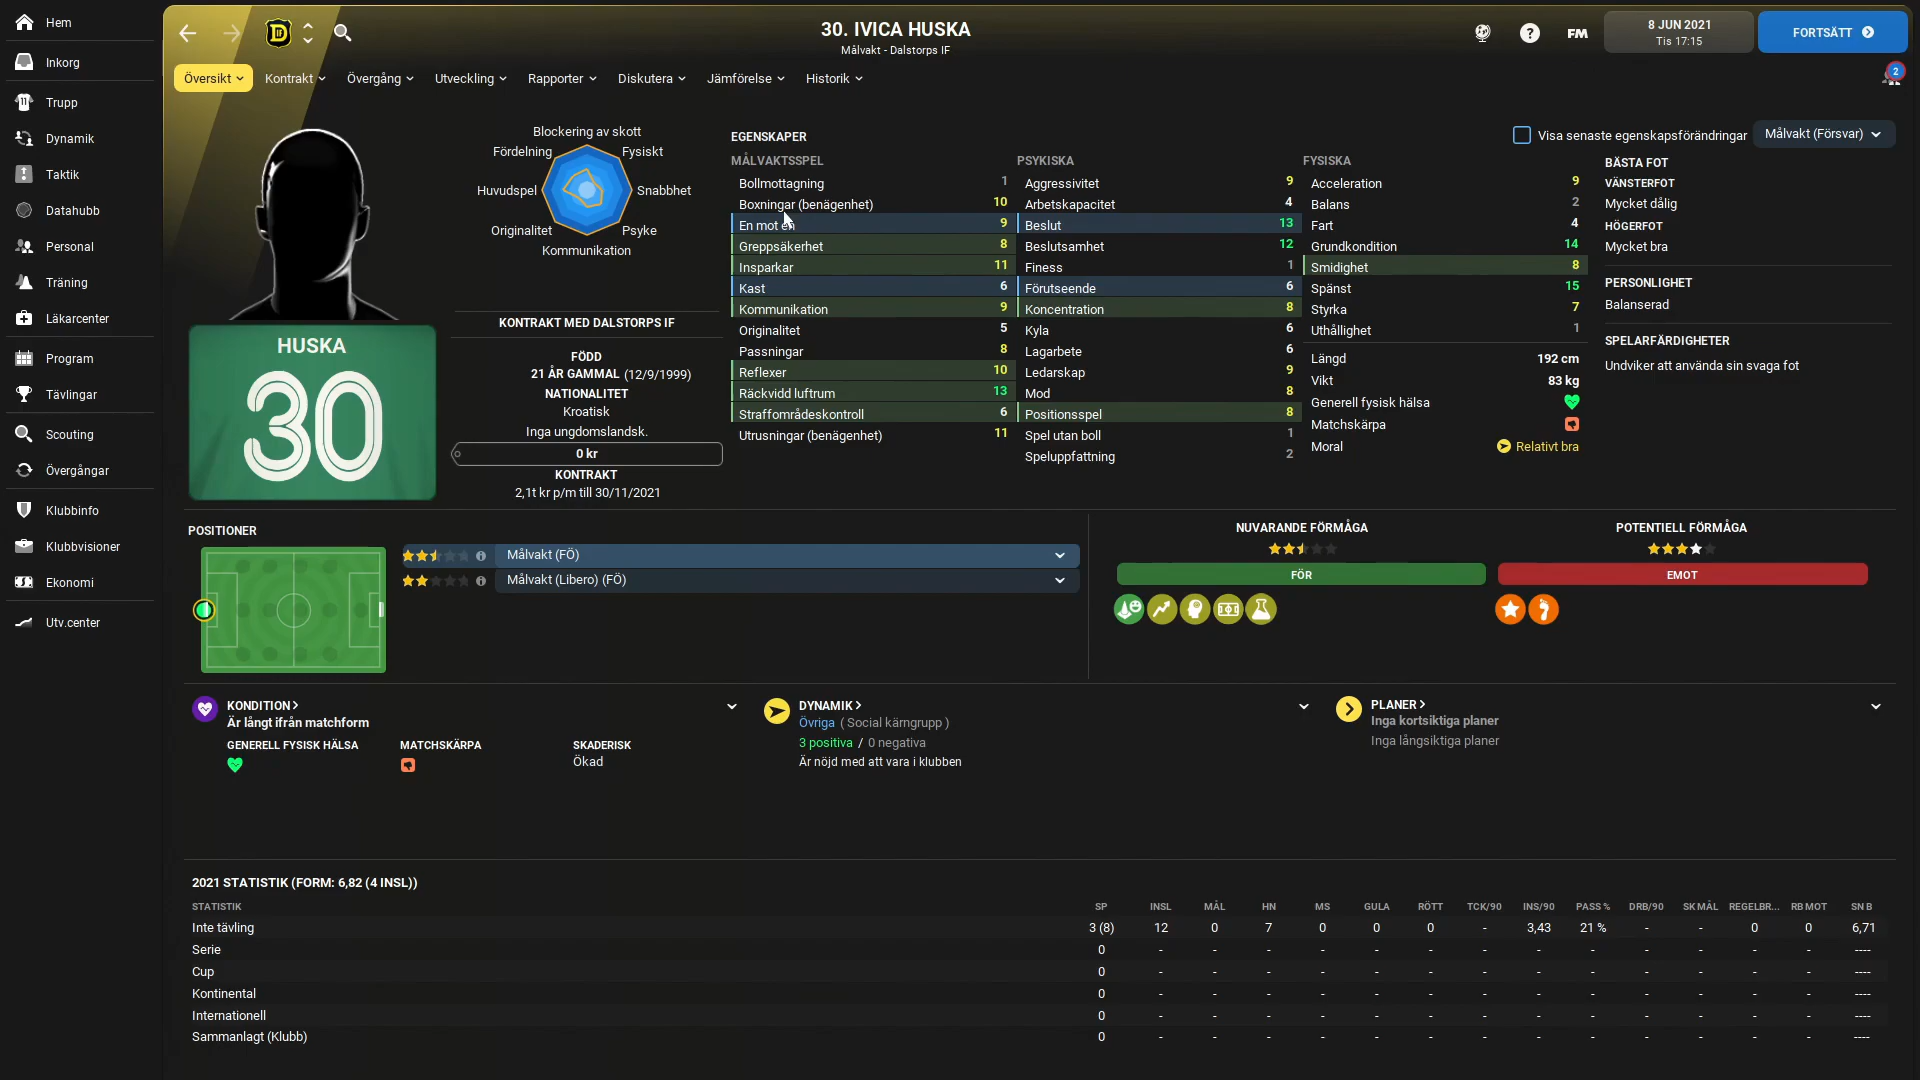 Hem
Inkorg
Trupp
Dynamik
Taktik
Datahubb
Personal
Träning
Läkarcenter
Program
Tävlingar
Scouting
Övergångar
Klubbinfo
Klubbvisioner
Ekonomi
Utv.center
30. IVICA HUSKA
Målvakt - Dalstorps IF
FM
8 JUN 2021
Tis 17:15
FORTSÄTT
Översikt Kontrakt Övergång Utveckling Rapporter Diskutera Jämförelse Historik
2
HUSKA
30
Blockering av skott
Fördelning Fysiskt
Huvudspel Snabbhet
Originalitet Psyke
Kommunikation
KONTRAKT MED DALSTORPS IF
FÖDD
21 ÅR GAMMAL (12/9/1999)
NATIONALITET
Kroatisk
Inga ungdomslandsk.
0 kr
KONTRAKT
2,1t kr p/m till 30/11/2021
EGENSKAPER
Visa senaste egenskapsförändringar
Målvakt (Försvar)
MÅLVAKTSSPEL
Bollmottagning 1
Boxningar (benägenhet) 10
En mot en 9
Greppsäkerhet 8
Insparkar 11
Kast 6
Kommunikation 9
Originalitet 5
Passningar 8
Reflexer 10
Räckvidd luftrum 13
Straffområdeskontroll 6
Utrusningar (benägenhet) 11
PSYKISKA
Aggressivitet 9
Arbetskapacitet 4
Beslut 13
Beslutsamhet 12
Finess 1
Förutseende 6
Koncentration 8
Kyla 6
Lagarbete 6
Ledarskap 9
Mod 8
Positionsspel 8
Spel utan boll 1
Speluppfattning 2
FYSISKA
Acceleration 9
Balans 2
Fart 4
Grundkondition 14
Smidighet 8
Spänst 15
Styrka 7
Uthållighet 1
Längd 192 cm
Vikt 83 kg
Generell fysisk hälsa
Matchskärpa
Moral Relativt bra
BÄSTA FOT
VÄNSTERFOT
Mycket dålig
HÖGERFOT
Mycket bra
PERSONLIGHET
Balanserad
SPELARFÄRDIGHETER
Undviker att använda sin svaga fot
POSITIONER
Målvakt (FÖ)
Målvakt (Libero) (FÖ)
NUVARANDE FÖRMÅGA
FÖR
POTENTIELL FÖRMÅGA
EMOT
KONDITION
Är långt ifrån matchform
GENERELL FYSISK HÄLSA MATCHSKÄRPA SKADERISK
Ökad
DYNAMIK
Övriga ( Social kärngrupp )
3 positiva / 0 negativa
Är nöjd med att vara i klubben
PLANER
Inga kortsiktiga planer
Inga långsiktiga planer
2021 STATISTIK (FORM: 6,82 (4 INSL))
STATISTIK SP INSL MÅL HN MS GULA RÖTT TCK/90 INS/90 PASS % DRB/90 SK MÅL REGELBR... RB MOT SN B
Inte tävling 3 (8) 12 0 7 0 0 0 - 3,43 21 % - - 0 0 6,71
Serie 0 - - - - - - - - - - - - - ----
Cup 0 - - - - - - - - - - - - - ----
Kontinental 0 - - - - - - - - - - - - - ----
Internationell 0 - - - - - - - - - - - - - ----
Sammanlagt (Klubb) 0 - - - - - - - - - - - - - ----